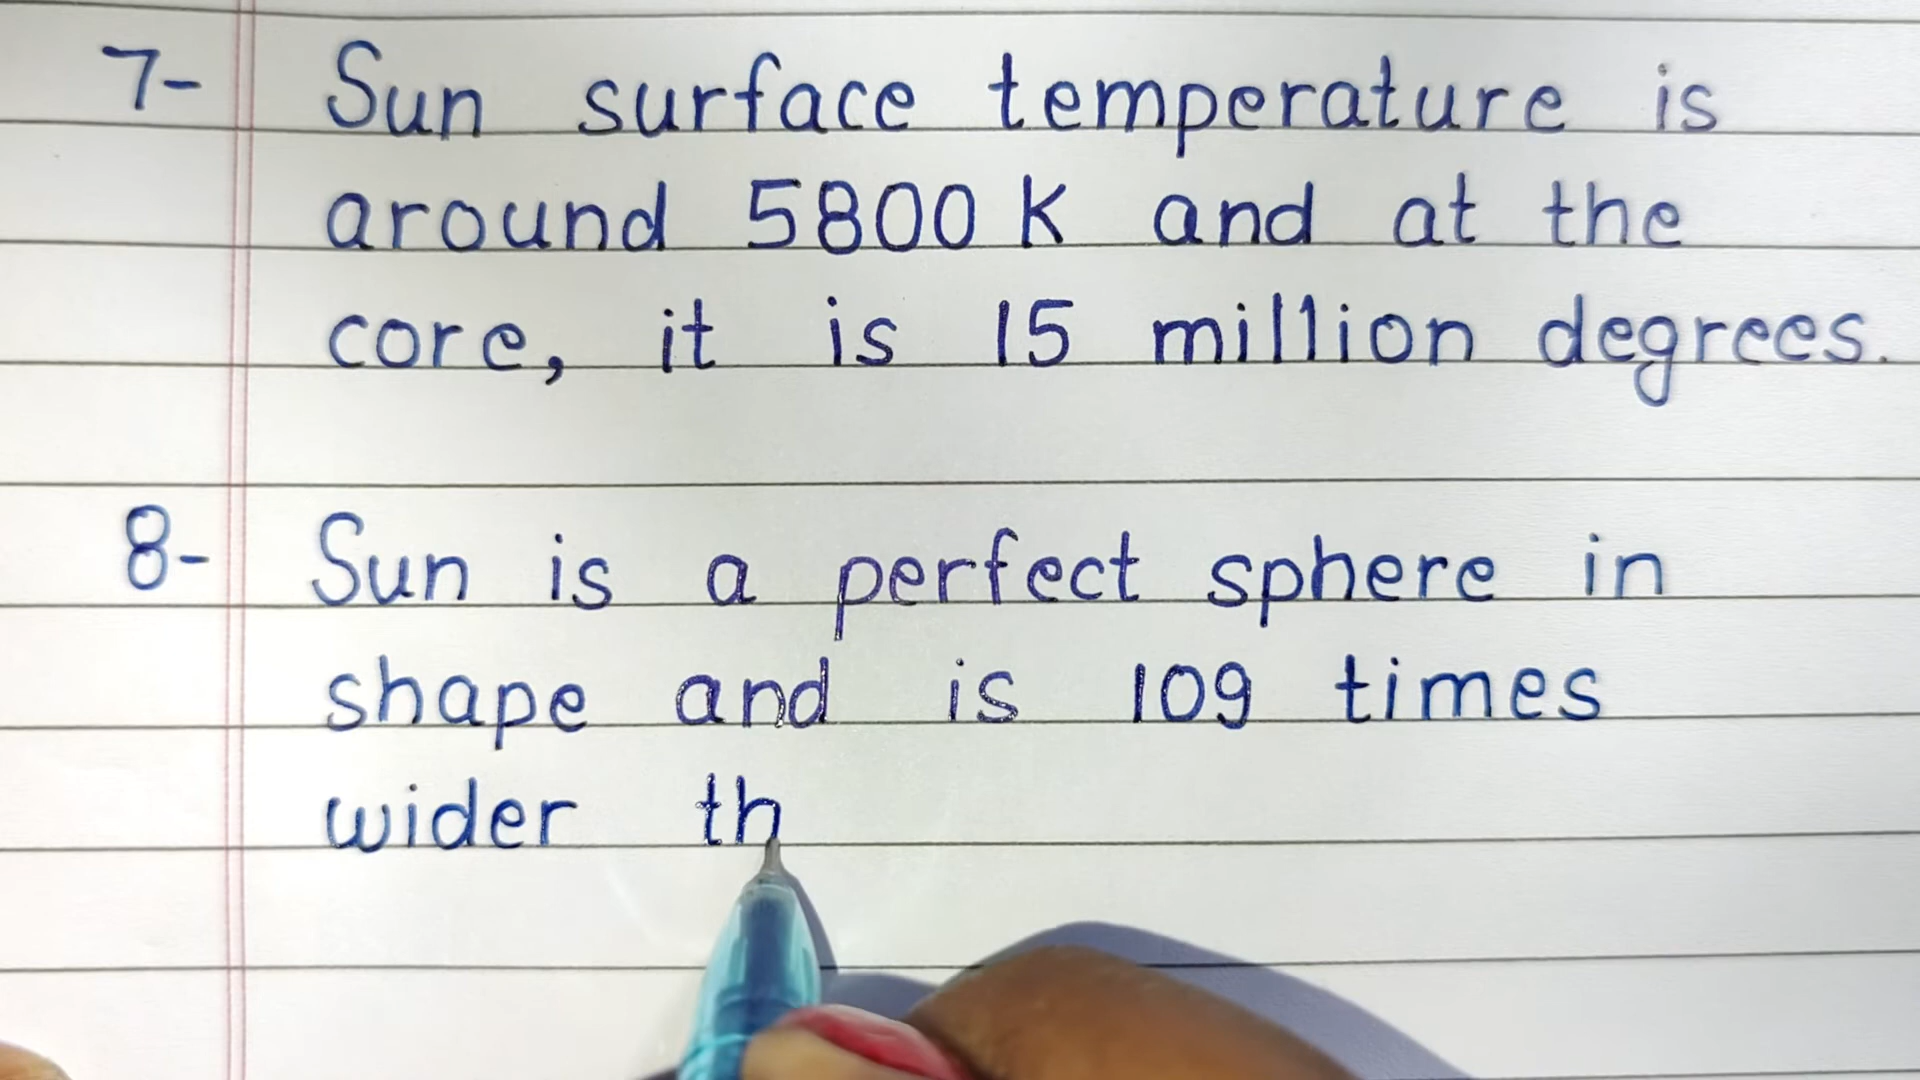 7- Sun surface temperature is
around 5800 K and at the
core, it is 15 million degrees.
8- Sun is a perfect sphere in
shape and is 109 times
wider th